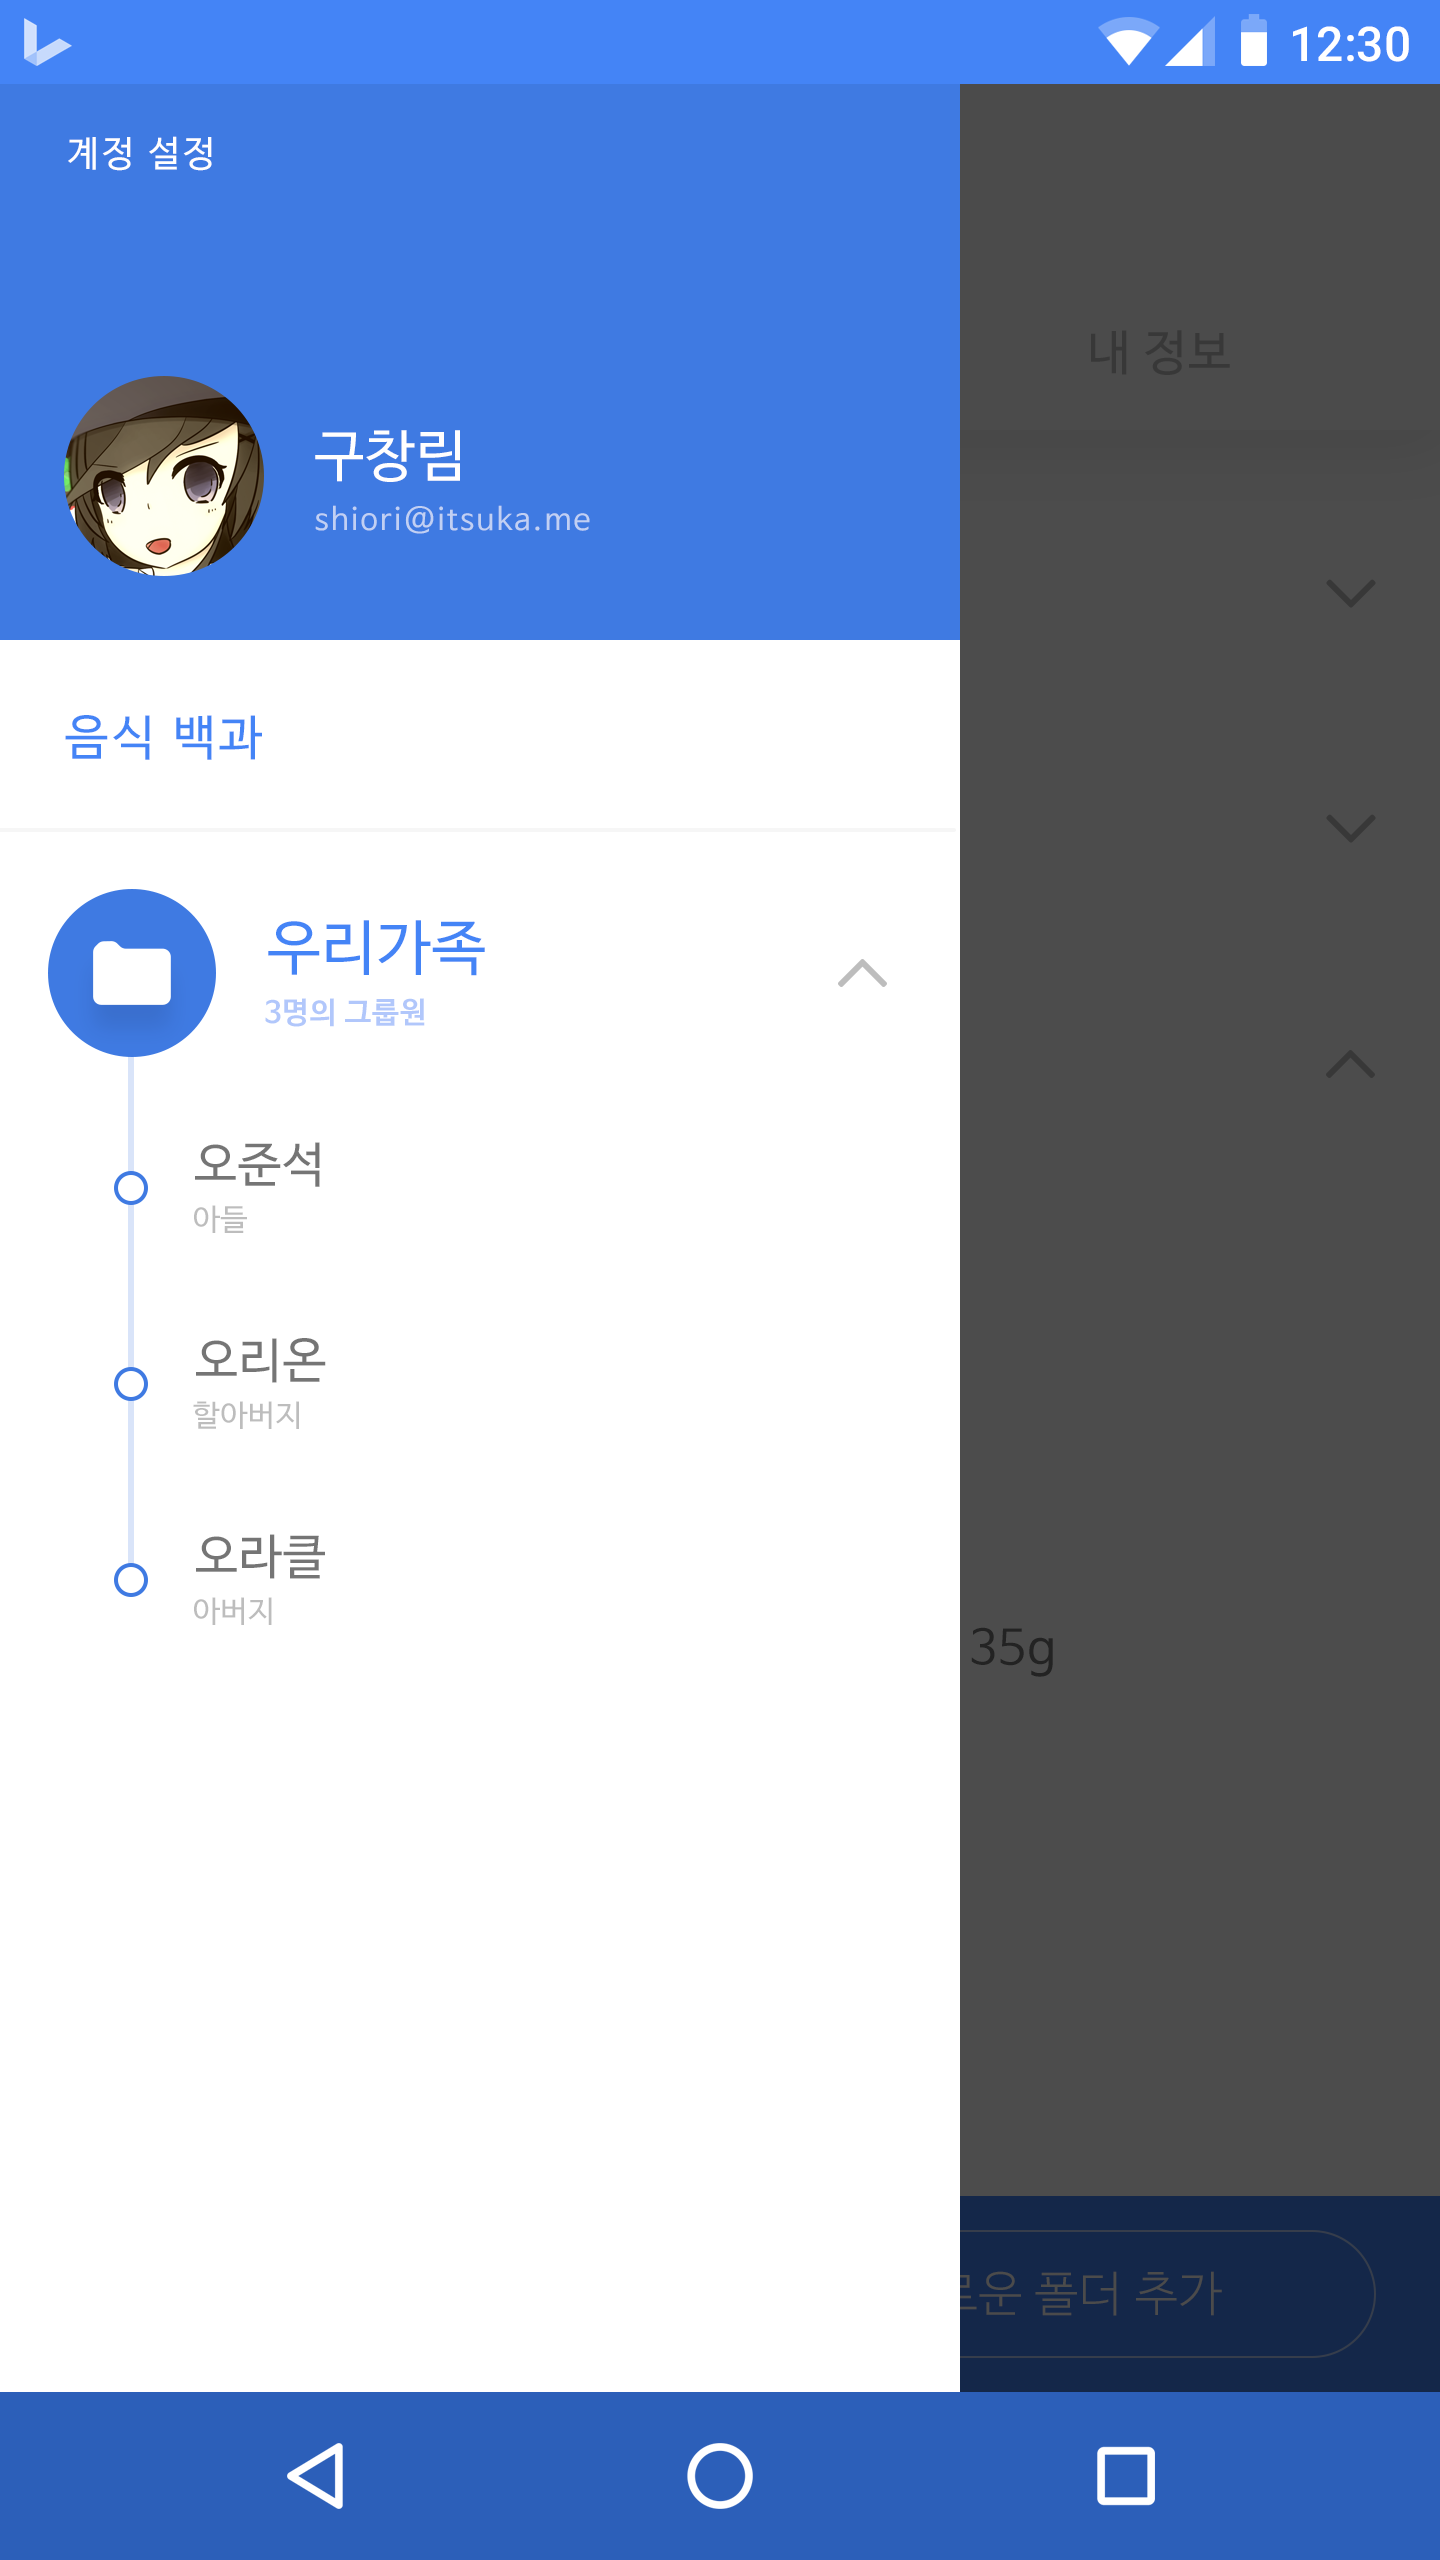 12:30
계정 설정
내 정보
구창림
shiori@itsuka.me
음식 백과
우리가족
3명의 그룹원
오준석
아들
오리온
할아버지
오라클
아버지
35g
운 폴더 추가